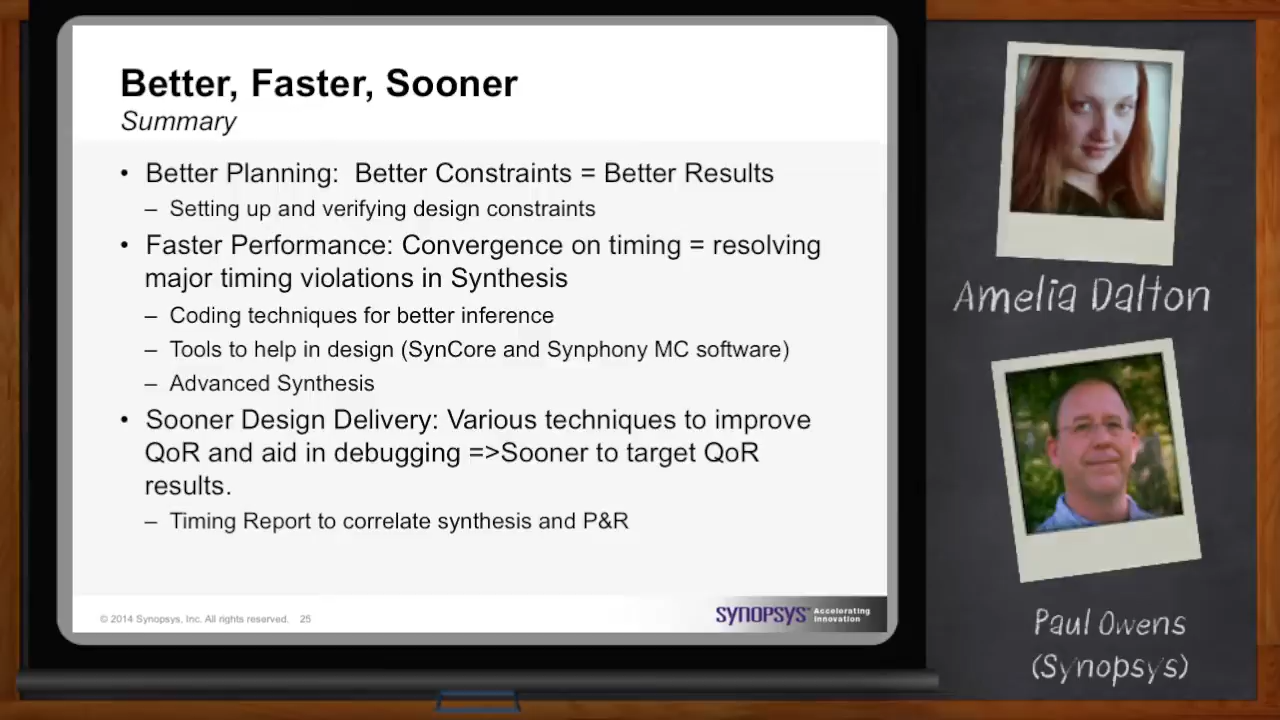 Better, Faster, Sooner
Summary
• Better Planning:  Better Constraints = Better Results
– Setting up and verifying design constraints
• Faster Performance: Convergence on timing = resolving
major timing violations in Synthesis
– Coding techniques for better inference
– Tools to help in design (SynCore and Synphony MC software)
– Advanced Synthesis
• Sooner Design Delivery: Various techniques to improve
QoR and aid in debugging =>Sooner to target QoR
results.
– Timing Report to correlate synthesis and P&R
© 2014 Synopsys, Inc. All rights reserved. 25
SYNOPSYS™ Accelerating
Innovation
Amelia Dalton
Paul Owens
(Synopsys)